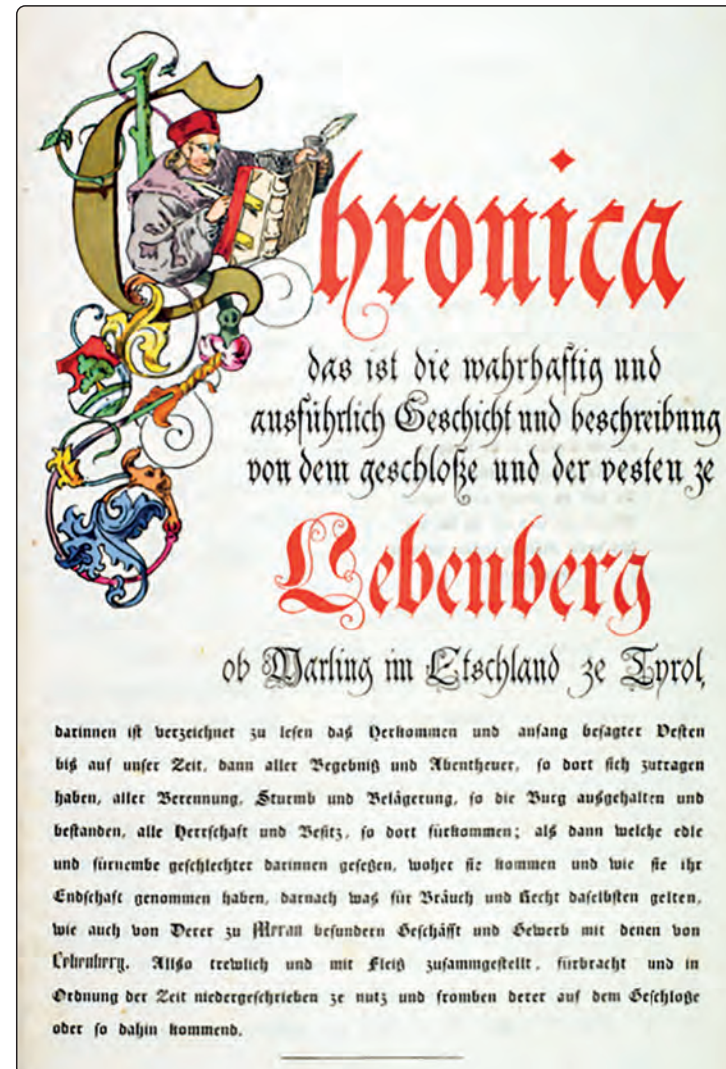 Chronica
das ist die wahrhaftig und
ausführlich Geschicht und beschreibung
von dem geschloße und der vesten ze
Lebenberg
ob Marling im Etschland ze Tyrol,
darinnen ist verzeichnet zu lesen daß Herkommen und anfang besagter Vesten
biß auf unser Zeit, dann aller Begebniß und Abentheuer, so dort sich zutragen
haben, aller Berennung, Sturmb und Belägerung, so die Burg außgehalten und
bestanden, alle Herrschaft und Besitz, so dort fürkommen; alß dann welche edle
und fürnembe geschlechter darinnen geseßen, woher sie kommen und wie sie ihr
Endschaft genommen haben, darnach waß für Bräuch und Recht daselbsten gelten,
wie auch von Derer zu Meran besundern Geschäfft und Gewerb mit denen von
Lebenberg. Allßo trewlich und mit Fleiß zusammgestellt, fürbracht und in
Ordnung der Zeit niedergeschrieben ze nutz und fromben derer auf dem Geschloße
oder so dahin kommend.